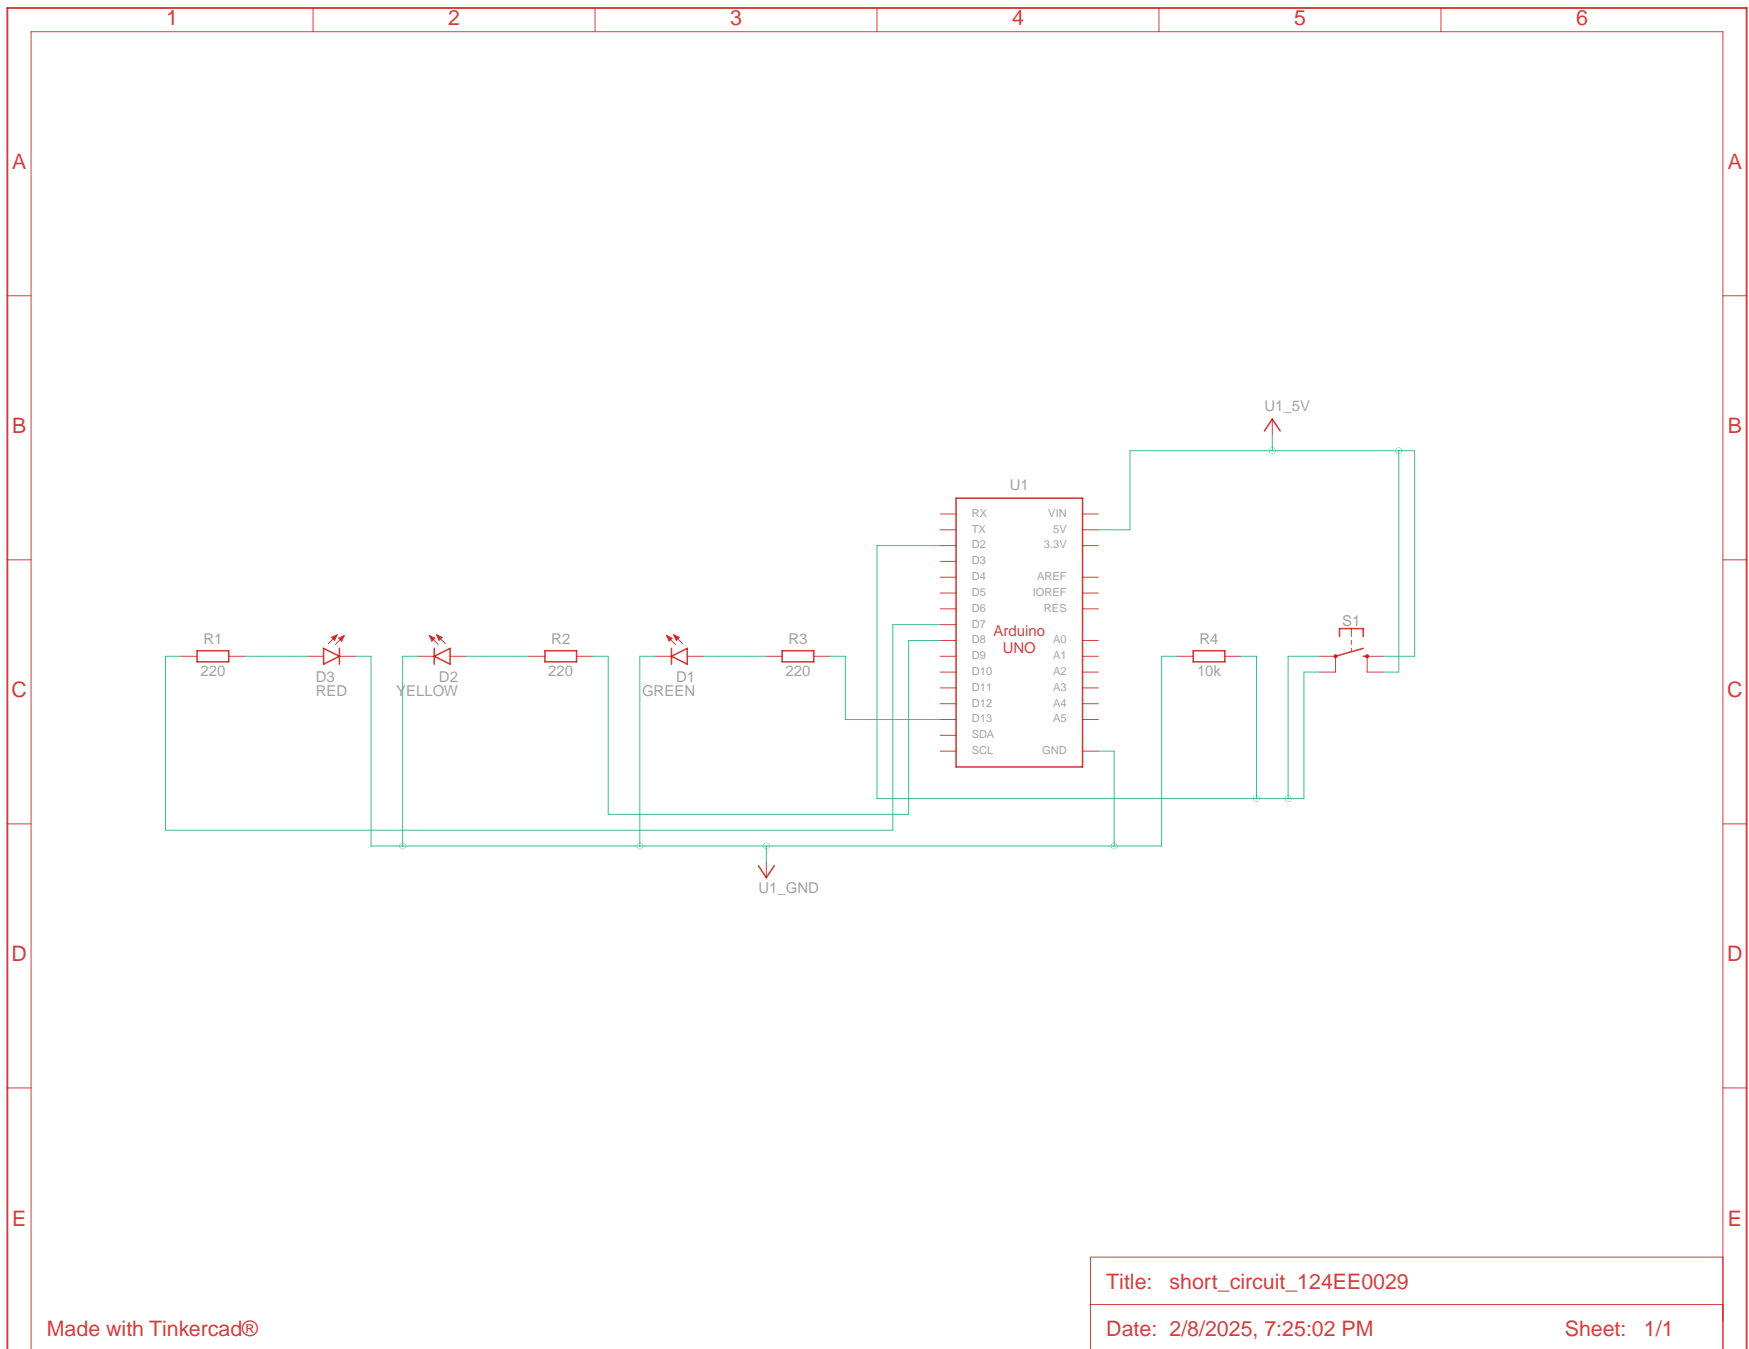 1 2 3 4 5 6
A A
U1_5V
B B
U1
RX VIN
TX 5V
D2 3.3V
D3
D4 AREF
D5 IOREF
D6 RES
D7
Arduino
UNO
D8 A0
D9 A1
D10 A2
D11 A3
D12 A4
D13 A5
SDA
SCL GND
R1
220
D3
RED
D2
YELLOW
R2
220
D1
GREEN
R3
220
R4
10k
S1
C C
U1_GND
D D
E E
Title: short_circuit_124EE0029
Made with Tinkercad®
Date: 2/8/2025, 7:25:02 PM Sheet: 1/1